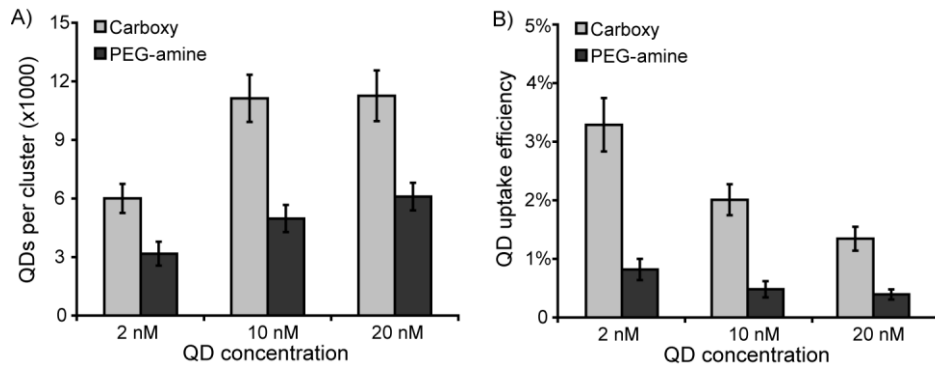 A)
QDs per cluster (x1000)
15
12
9
6
3
0
Carboxy
PEG-amine
2 nM 10 nM 20 nM
QD concentration
B)
QD uptake efficiency
5%
4%
3%
2%
1%
0
Carboxy
PEG-amine
2 nM 10 nM 20 nM
QD concentration